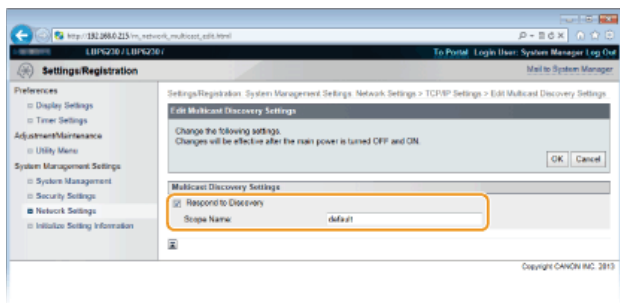 http://192.168.0.215/m_network_multicast_edit.html
LBP6230 / LBP6230 /
To Portal Login User: System Manager Log Out
Settings/Registration
Mail to System Manager
Preferences
Display Settings
Timer Settings
Adjustment/Maintenance
Utility Menu
System Management Settings
System Management
Security Settings
Network Settings
Initialize Setting Information
Settings/Registration: System Management Settings: Network Settings > TCP/IP Settings > Edit Multicast Discovery Settings
Edit Multicast Discovery Settings
Change the following settings.
Changes will be effective after the main power is turned OFF and ON.
OK Cancel
Multicast Discovery Settings
Respond to Discovery
Scope Name: default
Copyright CANON INC. 2013